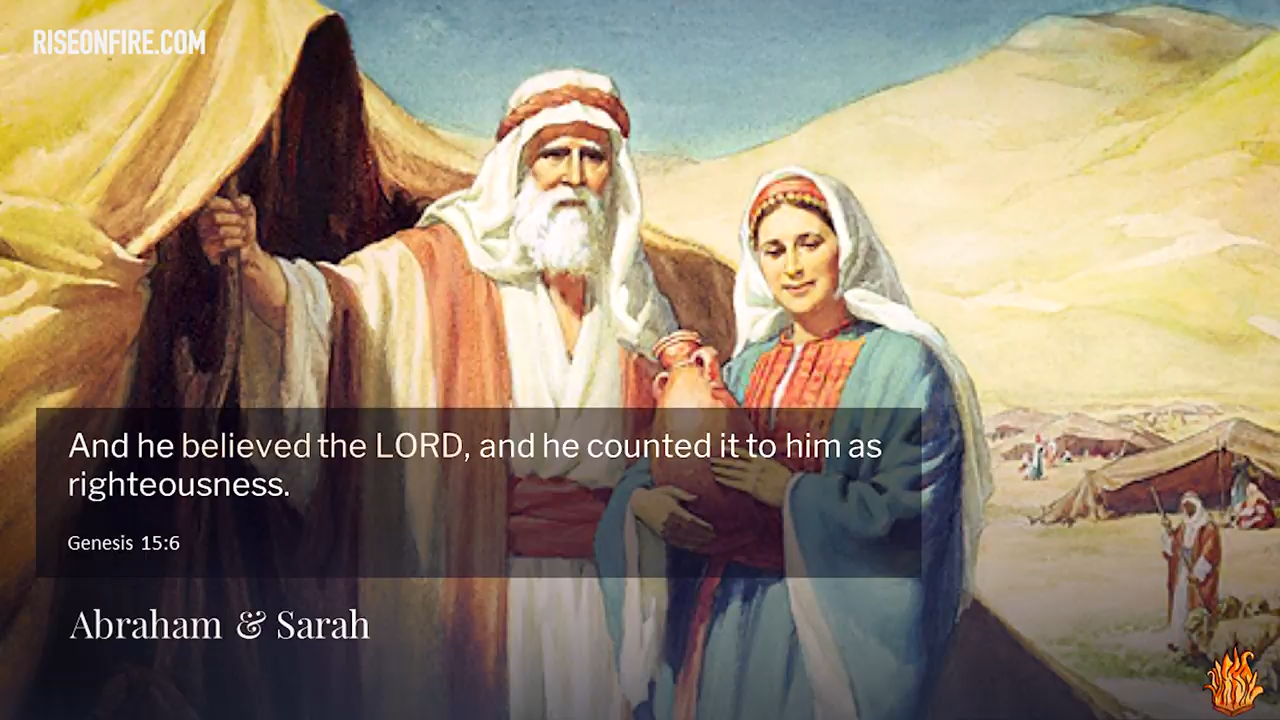 RISEONFIRE.COM
And he believed the LORD, and he counted it to him as
righteousness.
Genesis 15:6
Abraham & Sarah